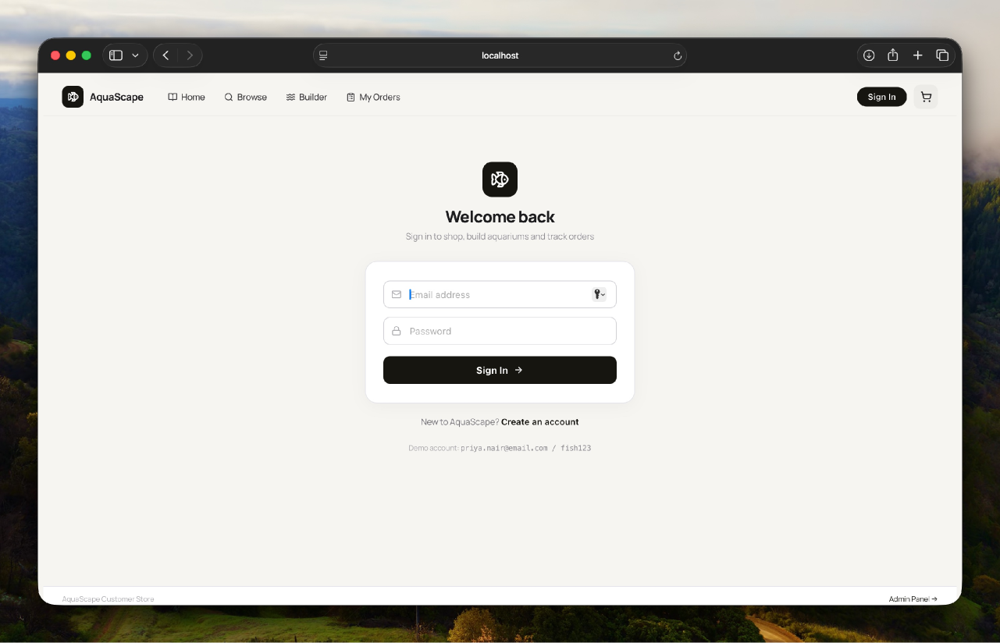 localhost
AquaScape Home Browse Builder My Orders Sign In
Welcome back
Sign in to shop, build aquariums and track orders
Email address
Password
Sign In →
New to AquaScape? Create an account
Demo account: priya.nair@email.com / fish123
AquaScape Customer Store Admin Panel →